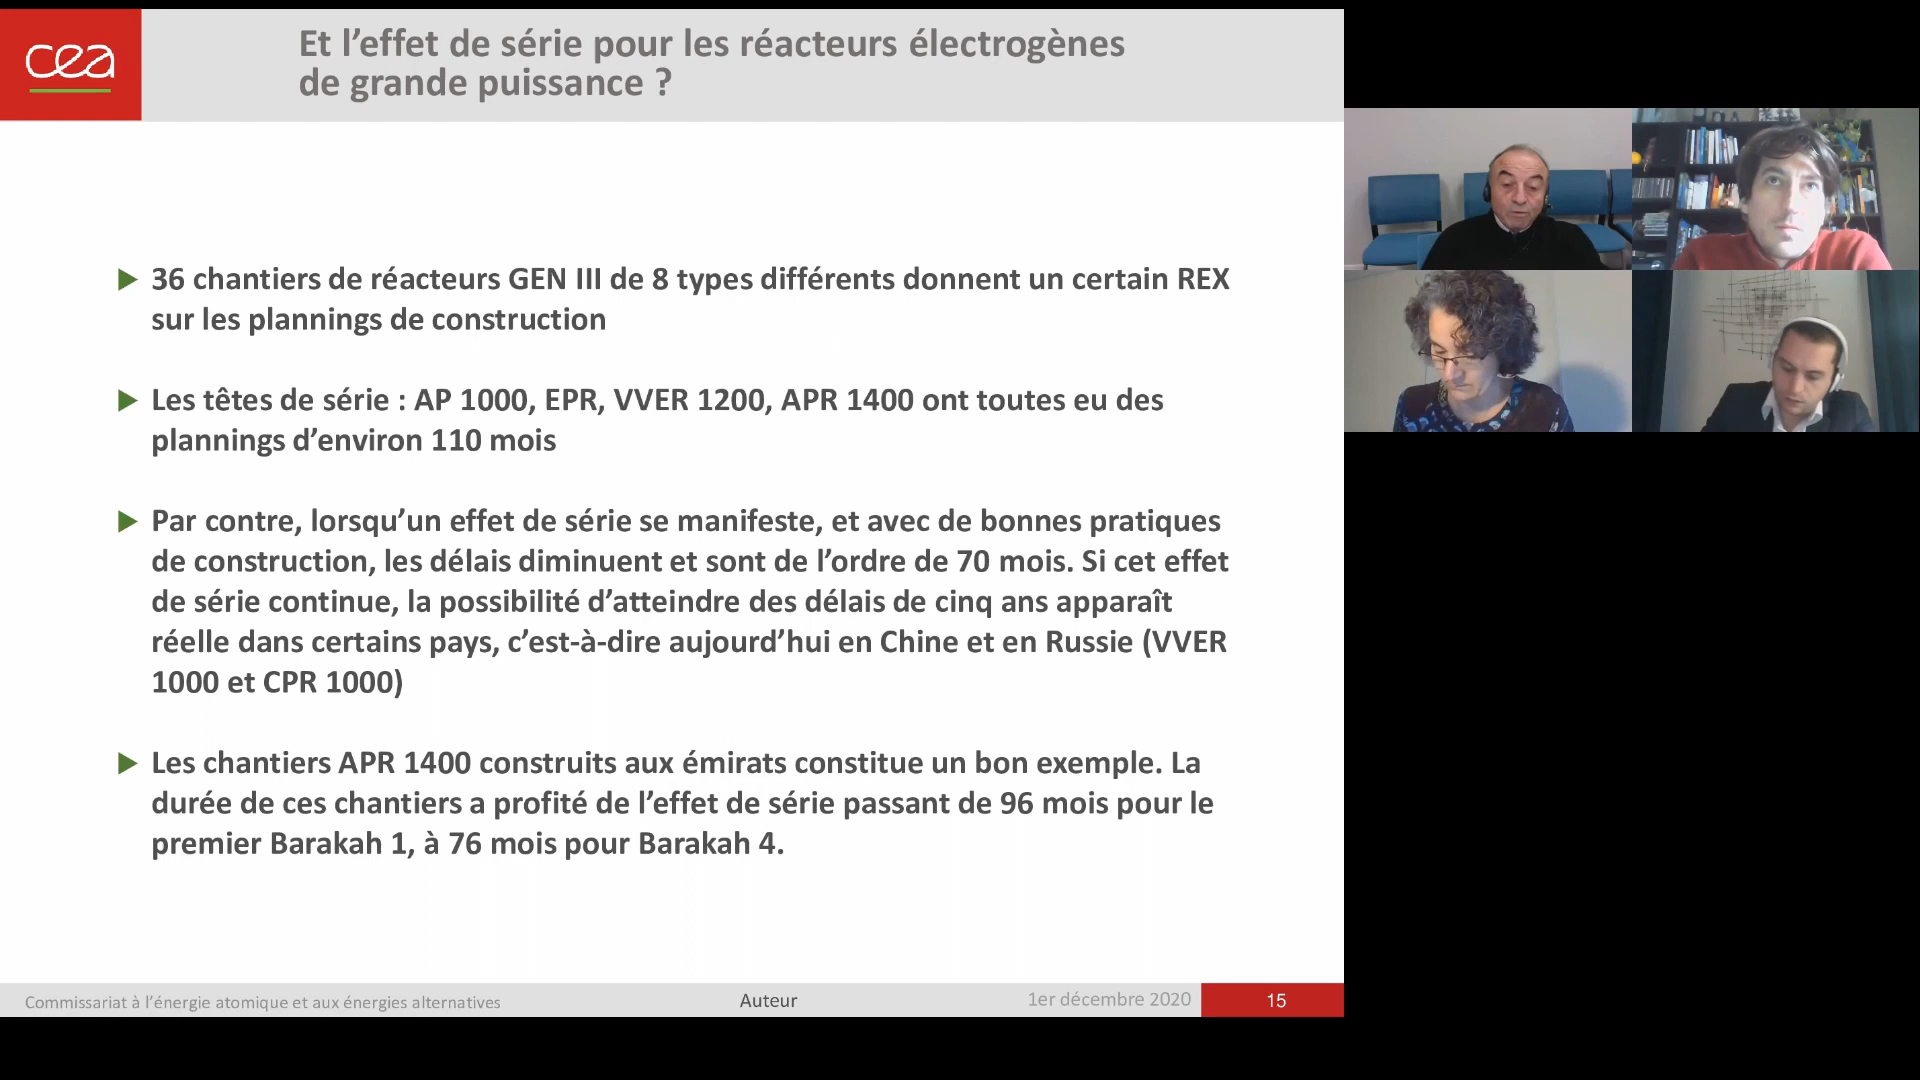 cea
Et l’effet de série pour les réacteurs électrogènes
de grande puissance ?
36 chantiers de réacteurs GEN III de 8 types différents donnent un certain REX
sur les plannings de construction
Les têtes de série : AP 1000, EPR, VVER 1200, APR 1400 ont toutes eu des
plannings d’environ 110 mois
Par contre, lorsqu’un effet de série se manifeste, et avec de bonnes pratiques
de construction, les délais diminuent et sont de l’ordre de 70 mois. Si cet effet
de série continue, la possibilité d’atteindre des délais de cinq ans apparaît
réelle dans certains pays, c’est-à-dire aujourd’hui en Chine et en Russie (VVER
1000 et CPR 1000)
Les chantiers APR 1400 construits aux émirats constitue un bon exemple. La
durée de ces chantiers a profité de l’effet de série passant de 96 mois pour le
premier Barakah 1, à 76 mois pour Barakah 4.
Commissariat à l’énergie atomique et aux énergies alternatives
Auteur
1er décembre 2020
15